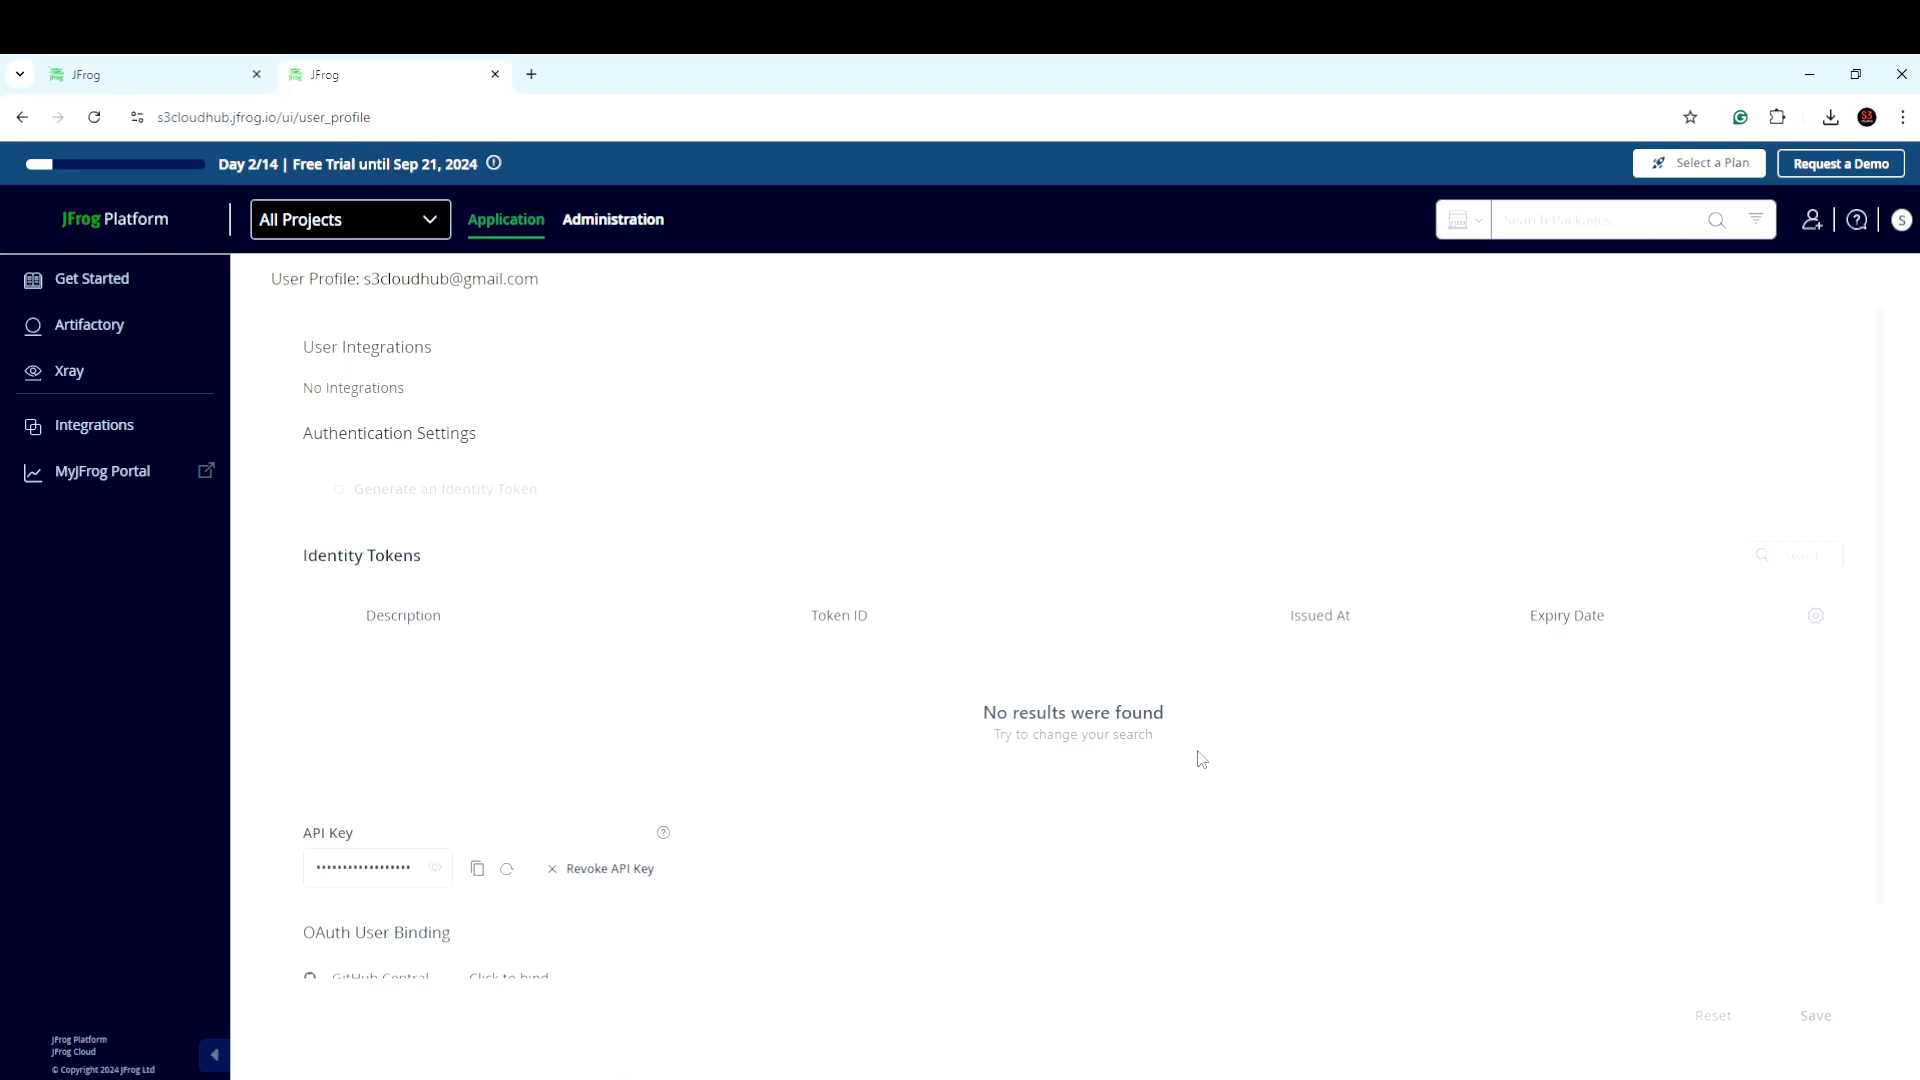 JFrog
JFrog
s3cloudhub.jfrog.io/ui/user_profile
S3
Day 2/14 | Free Trial until Sep 21, 2024
Select a Plan
Request a Demo
JFrog Platform
All Projects
Application
Administration
Search Packages
S
Get Started
Artifactory
Xray
Integrations
MyJFrog Portal
User Profile: s3cloudhub@gmail.com
User Integrations
No Integrations
Authentication Settings
Generate an Identity Token
Identity Tokens
Search
Description Token ID Issued At Expiry Date
No results were found
Try to change your search
API Key
••••••••••••••••••
Revoke API Key
OAuth User Binding
GitHub Central Click to bind
Reset Save
JFrog Platform
JFrog Cloud
© Copyright 2024 JFrog Ltd